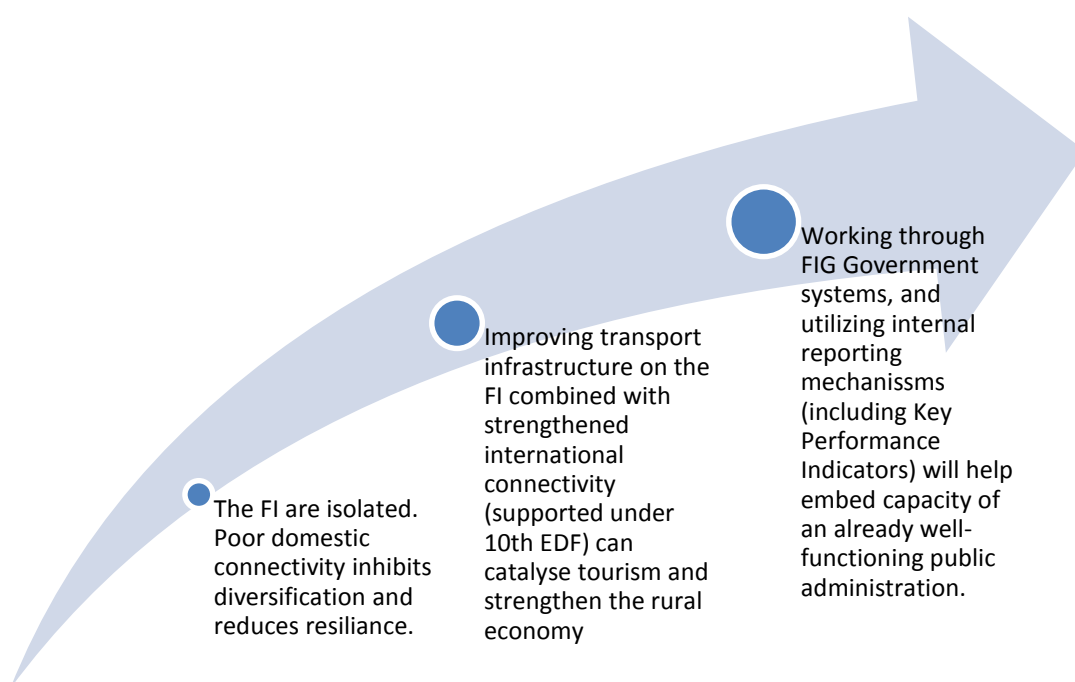 The FI are isolated.
Poor domestic
connectivity inhibits
diversification and
reduces resiliance.
Improving transport
infrastructure on the
FI combined with
strengthened
international
connectivity
(supported under
10th EDF) can
catalyse tourism and
strengthen the rural
economy
Working through
FIG Government
systems, and
utilizing internal
reporting
mechanissms
(including Key
Performance
Indicators) will help
embed capacity of
an already well-
functioning public
administration.